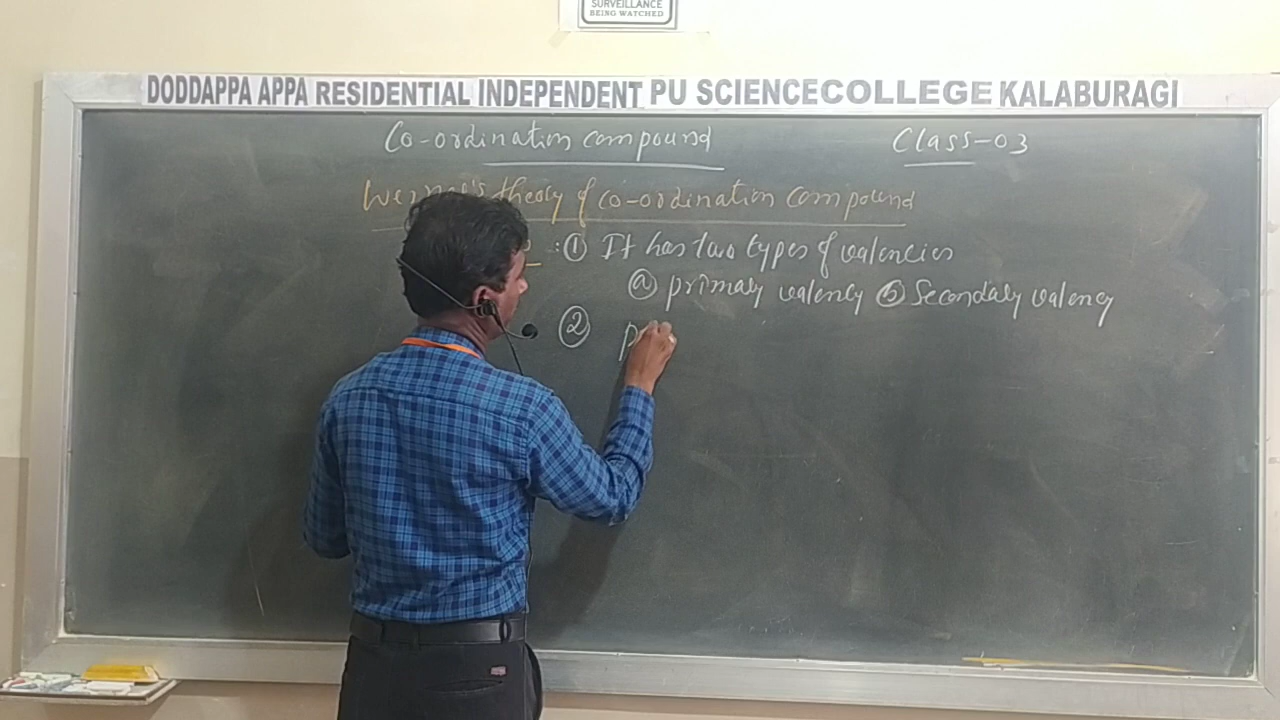 SURVEILLANCE
BEING WATCHED
DODDAPPA APPA RESIDENTIAL INDEPENDENT PU SCIENCECOLLEGE KALABURAGI
Co-ordination compound Class-03
theory of co-ordination compound
:① It has two types of valencies
ⓐ primary valency ⓑ Secondary valency
② p